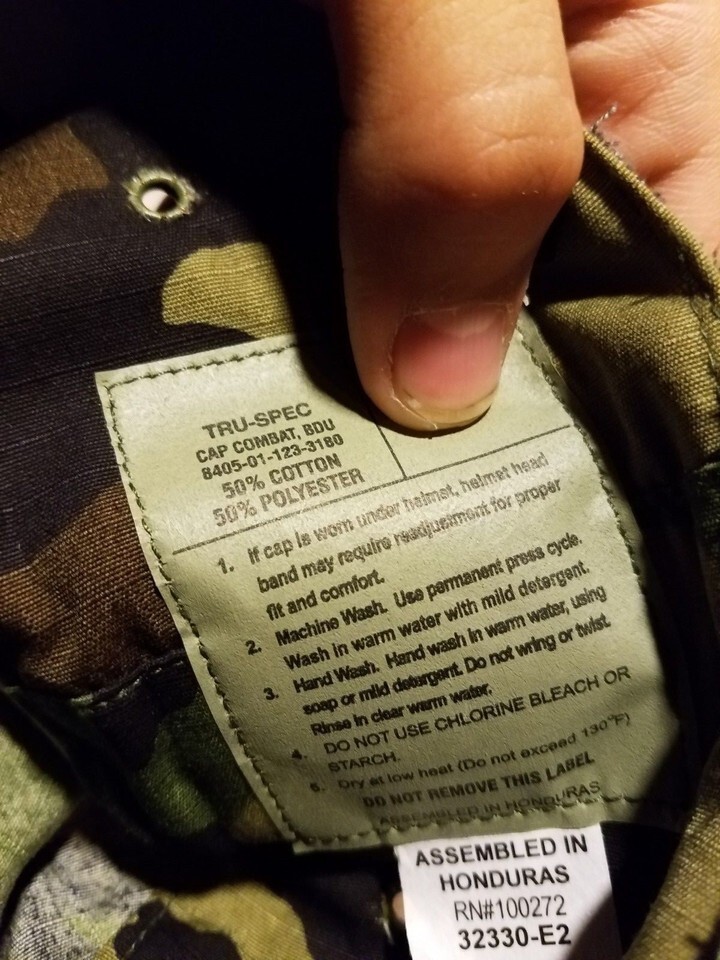 TRU-SPEC
CAP COMBAT, BDU
8405-01-123-3180
50% COTTON
50% POLYESTER
1. If cap is worn under helmet, helmet head
band may require readjustment for proper
fit and comfort.
2. Machine Wash. Use permanent press cycle.
Wash in warm water with mild detergent.
3. Hand Wash. Hand wash in warm water, using
soap or mild detergent. Do not wring or twist.
Rinse in clear warm water.
4. DO NOT USE CHLORINE BLEACH OR
STARCH.
5. Dry at low heat (Do not exceed 130°F)
DO NOT REMOVE THIS LABEL
ASSEMBLED IN HONDURAS
ASSEMBLED IN
HONDURAS
RN#100272
32330-E2